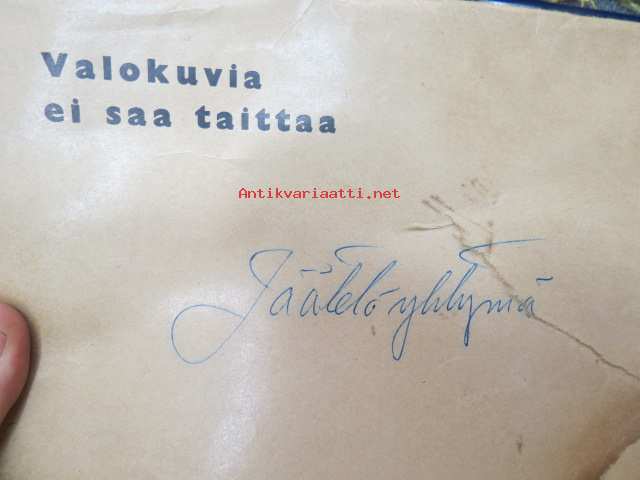 Valokuvia
ei saa taittaa
Antikvariaatti.net
Jäätelöyhtymä